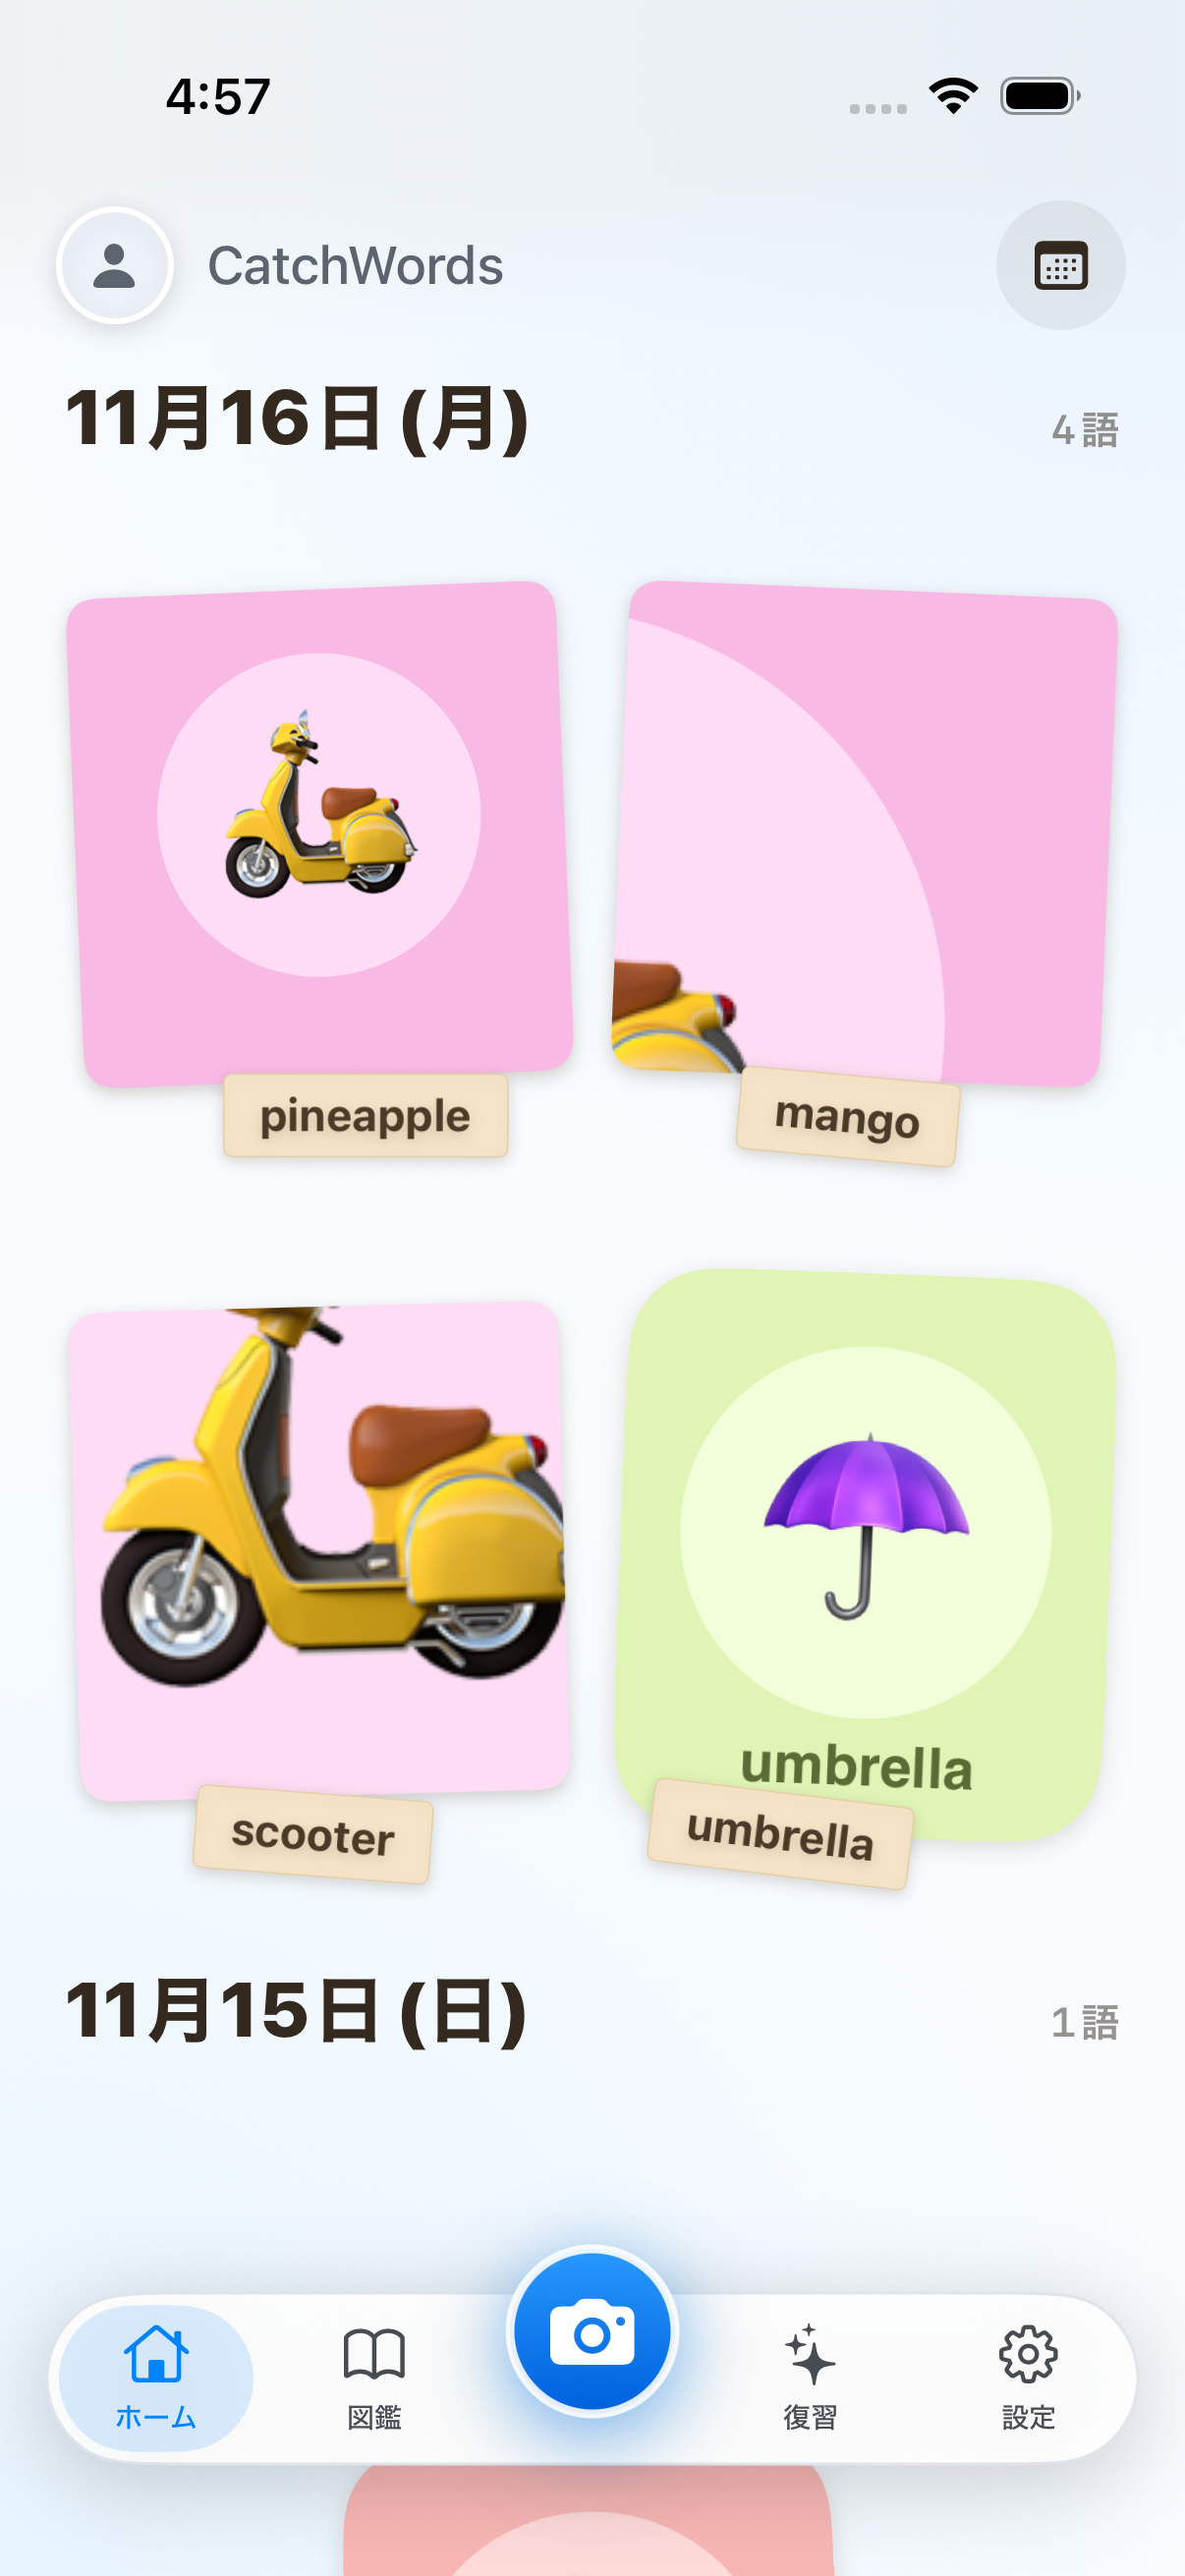 4:57
CatchWords
11月16日(月)
4語
pineapple
mango
scooter
umbrella
umbrella
11月15日(日)
1語
ホーム
図鑑
復習
設定